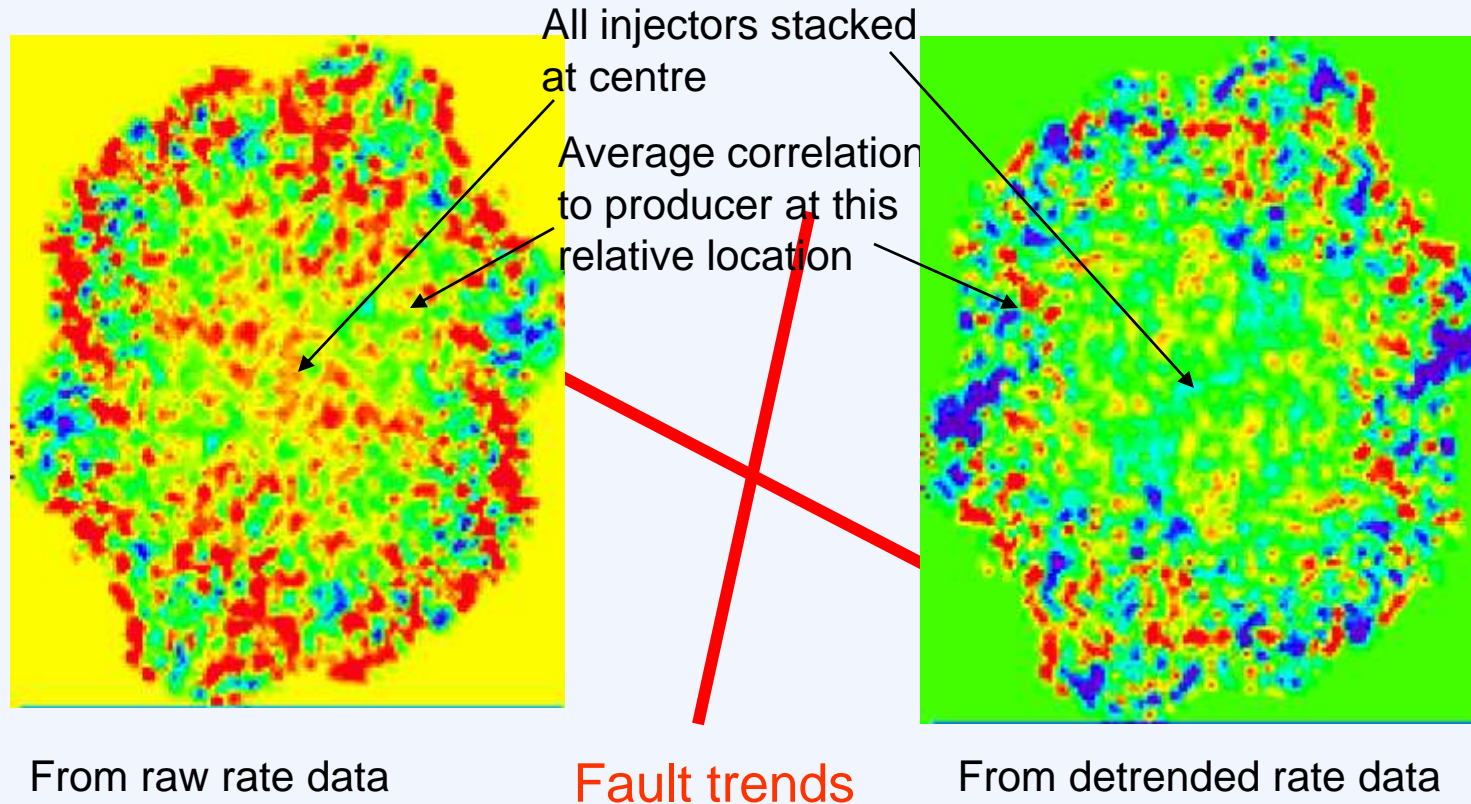 All injectors stacked
at centre
Average correlation
to producer at this
relative location
From raw rate data
Fault trends
From detrended rate data